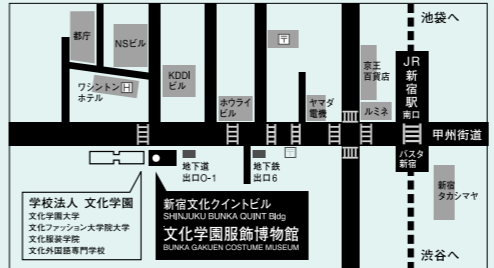 池袋へ
都庁
NSビル
〒
KDDI
ビル
京王
百貨店
JR
新宿駅
南口
ワシントン
ホテル
H
ホウライ
ビル
ヤマダ
電機
ルミネ
甲州街道
〒
バスタ
新宿
地下道
出口O-1
地下鉄
出口6
新宿
タカシマヤ
学校法人 文化学園
文化学園大学
文化ファッション大学院大学
文化服装学院
文化外国語専門学校
新宿文化クイントビル
SHINJUKU BUNKA QUINT Bldg
文化学園服飾博物館
BUNKA GAKUEN COSTUME MUSEUM
渋谷へ